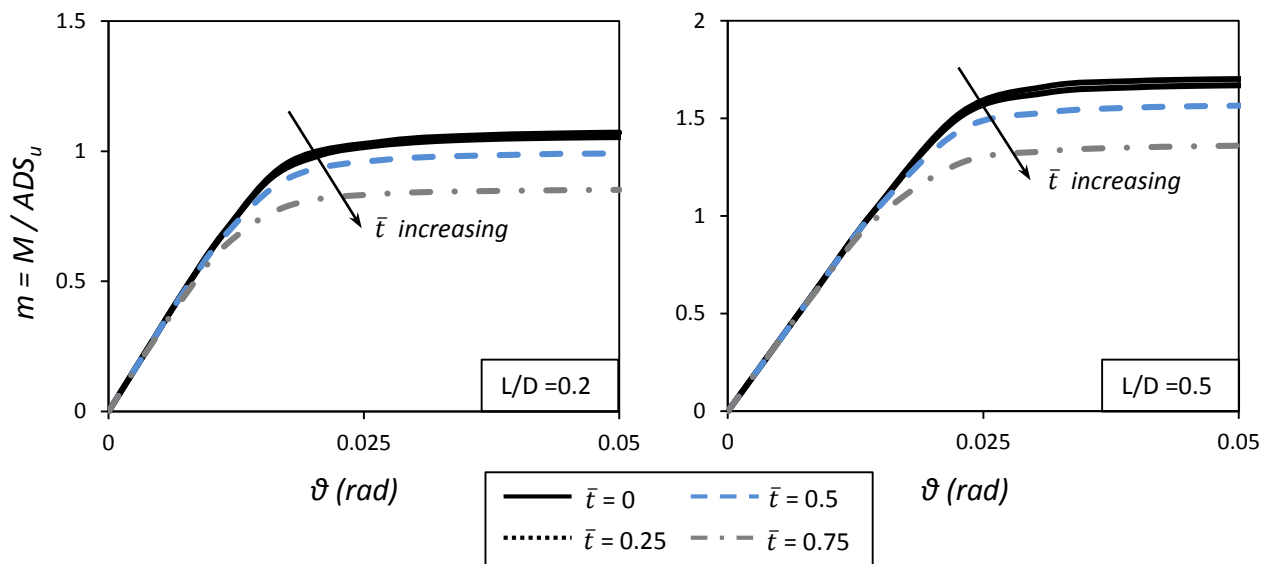 m = M / ADS_u
1.5
1
0.5
0
0
0.025
0.05
ϑ (rad)
t̄ increasing
L/D =0.2
2
1.5
1
0.5
0
0
0.025
0.05
ϑ (rad)
t̄ increasing
L/D =0.5
t̄ = 0
t̄ = 0.5
t̄ = 0.25
t̄ = 0.75